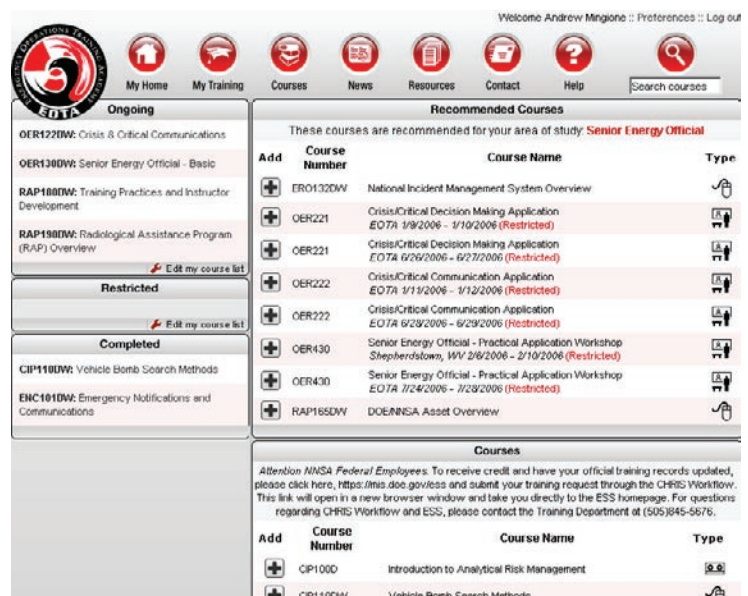 Welcome Andrew Mingione :: Preferences :: Log out
EMERGENCY OPERATIONS TRAINING ACADEMY
EOTA
My Home
My Training
Courses
News
Resources
Contact
Help
Search courses
Ongoing
OER122DW: Crisis & Critical Communications
OER130DW: Senior Energy Official - Basic
RAP180DW: Training Practices and Instructor
Development
RAP190DW: Radiological Assistance Program
(RAP) Overview
Edit my course list
Restricted
Edit my course list
Completed
CIP110DW: Vehicle Bomb Search Methods
ENC101DW: Emergency Notifications and
Communications
Recommended Courses
These courses are recommended for your area of study: Senior Energy Official
Add Course Number Course Name Type
ERO132DW National Incident Management System Overview
OER221 Crisis/Critical Decision Making Application
EOTA 1/9/2006 - 1/10/2006 (Restricted)
OER221 Crisis/Critical Decision Making Application
EOTA 6/26/2006 - 6/27/2006 (Restricted)
OER222 Crisis/Critical Communication Application
EOTA 1/11/2006 - 1/12/2006 (Restricted)
OER222 Crisis/Critical Communication Application
EOTA 6/28/2006 - 6/29/2006 (Restricted)
OER430 Senior Energy Official - Practical Application Workshop
Shepherdstown, WV 2/6/2006 - 2/10/2006 (Restricted)
OER430 Senior Energy Official - Practical Application Workshop
EOTA 7/24/2006 - 7/28/2006 (Restricted)
RAP165DW DOE/NNSA Asset Overview
Courses
Attention NNSA Federal Employees: To receive credit and have your official training records updated,
please click here, https://mis.doe.gov/ess and submit your training request through the CHRIS Workflow.
This link will open in a new browser window and take you directly to the ESS homepage. For questions
regarding CHRIS Workflow and ESS, please contact the Training Department at (505)845-5676.
Add Course Number Course Name Type
CIP100D Introduction to Analytical Risk Management
CIP110DW Vehicle Bomb Search Methods